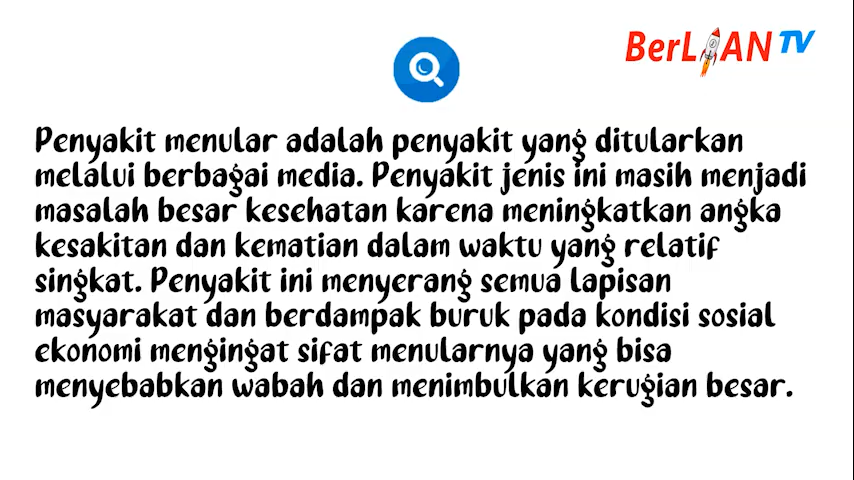 BerLIAN TV
Penyakit menular adalah penyakit yang ditularkan
melalui berbagai media. Penyakit jenis ini masih menjadi
masalah besar kesehatan karena meningkatkan angka
kesakitan dan kematian dalam waktu yang relatif
singkat. Penyakit ini menyerang semua lapisan
masyarakat dan berdampak buruk pada kondisi sosial
ekonomi mengingat sifat menularnya yang bisa
menyebabkan wabah dan menimbulkan kerugian besar.